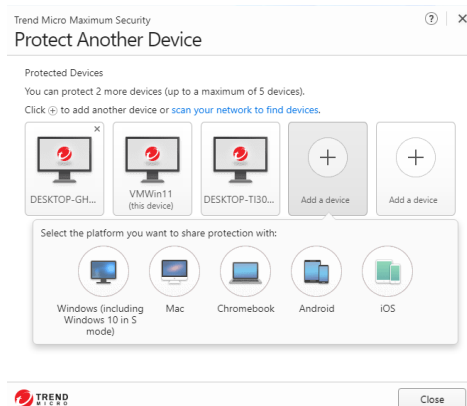 Trend Micro Maximum Security
Protect Another Device
Protected Devices
You can protect 2 more devices (up to a maximum of 5 devices).
Click ⊕ to add another device or scan your network to find devices.
DESKTOP-GH...
VMWin11
(this device)
DESKTOP-TI30...
Add a device
Add a device
Select the platform you want to share protection with:
Windows (including
Windows 10 in S
mode)
Mac
Chromebook
Android
iOS
TREND
MICRO
Close